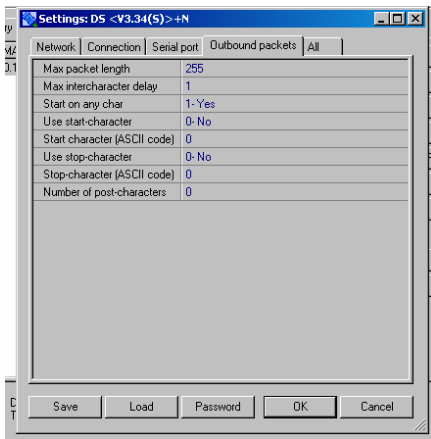 Settings: DS <V3.34(S)>+N
Network Connection Serial port Outbound packets All
Max packet length 255
Max intercharacter delay 1
Start on any char 1- Yes
Use start-character 0- No
Start character (ASCII code) 0
Use stop-character 0- No
Stop-character (ASCII code) 0
Number of post-characters 0
Save Load Password OK Cancel